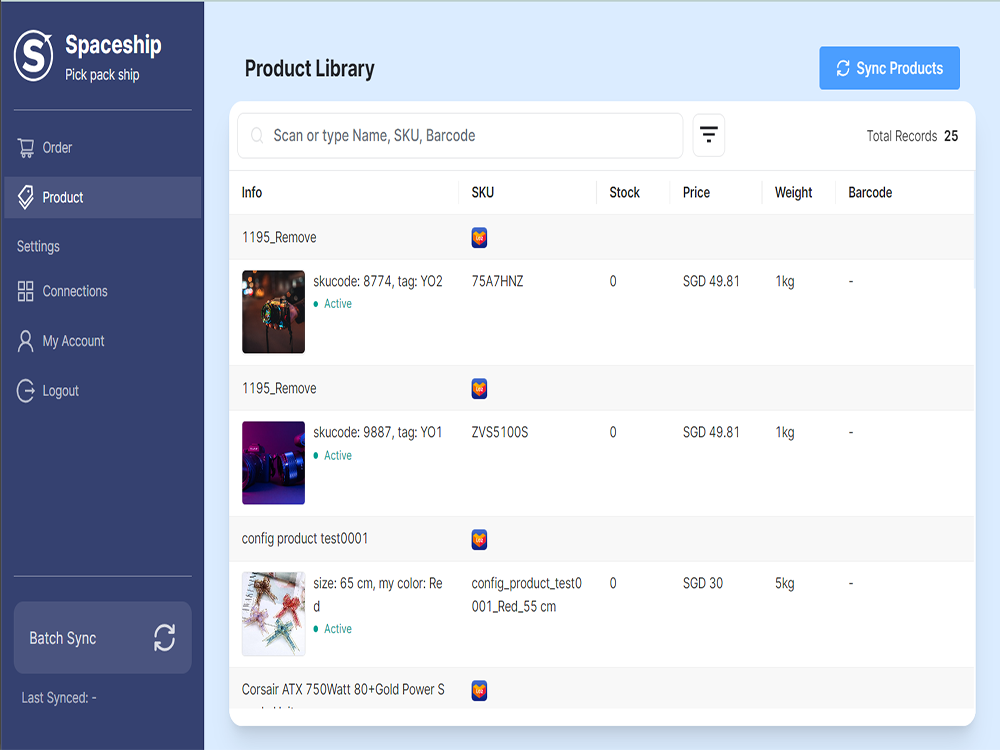 Spaceship
Pick pack ship
Order
Product
Settings
Connections
My Account
Logout
Batch Sync
Last Synced: -
Product Library
Sync Products
Scan or type Name, SKU, Barcode
Total Records 25
Info SKU Stock Price Weight Barcode
1195_Remove
skucode: 8774, tag: YO2 75A7HNZ 0 SGD 49.81 1kg -
Active
1195_Remove
skucode: 9887, tag: YO1 ZVS5100S 0 SGD 49.81 1kg -
Active
config product test0001
size: 65 cm, my color: Re config_product_test0 0 SGD 30 5kg -
d 001_Red_55 cm
Active
Corsair ATX 750Watt 80+Gold Power S